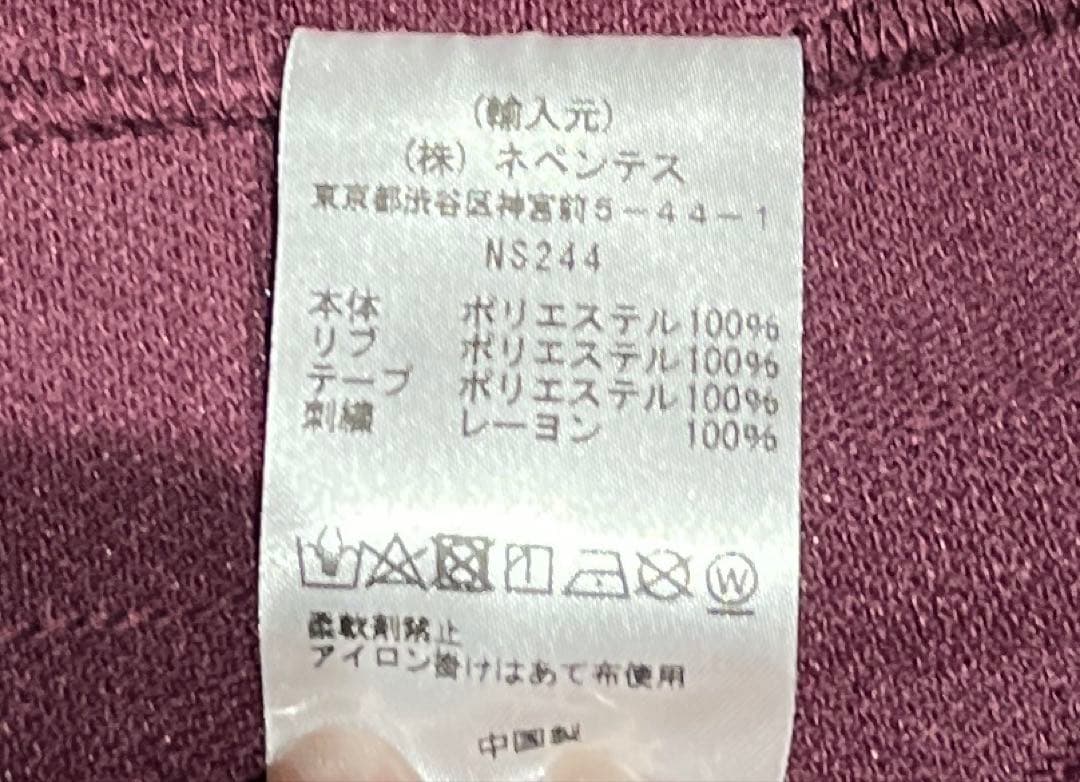 (輸入元)
(株) ネペンテス
東京都渋谷区神宮前5-44-1
NS244
本体 ポリエステル100%
リブ ポリエステル100%
テープ ポリエステル100%
刺繍 レーヨン 100%
W
柔軟剤禁止
アイロン掛けはあて布使用
中国製